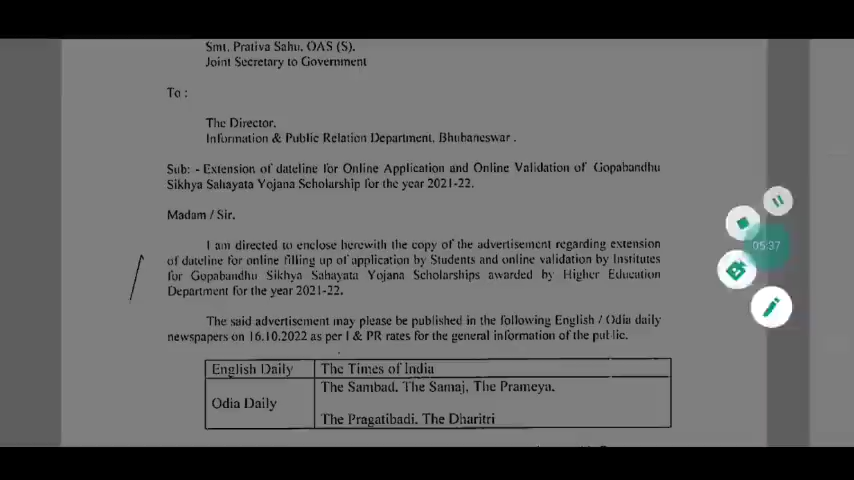 Smt. Prativa Sahu, OAS (S).
Joint Secretary to Government
To :
The Director,
Information & Public Relation Department, Bhubaneswar .
Sub: - Extension of dateline for Online Application and Online Validation of Gopabandhu
Sikhya Sahayata Yojana Scholarship for the year 2021-22.
Madam / Sir.
I am directed to enclose herewith the copy of the advertisement regarding extension
of dateline for online filling up of application by Students and online validation by Institutes
for Gopabandhu Sikhya Sahayata Yojana Scholarships awarded by Higher Education
Department for the year 2021-22.
The said advertisement may please be published in the following English / Odia daily
newspapers on 16.10.2022 as per I & PR rates for the general information of the public.
English Daily The Times of India
Odia Daily The Sambad, The Samaj, The Prameya,
The Pragatibadi, The Dharitri
05:37